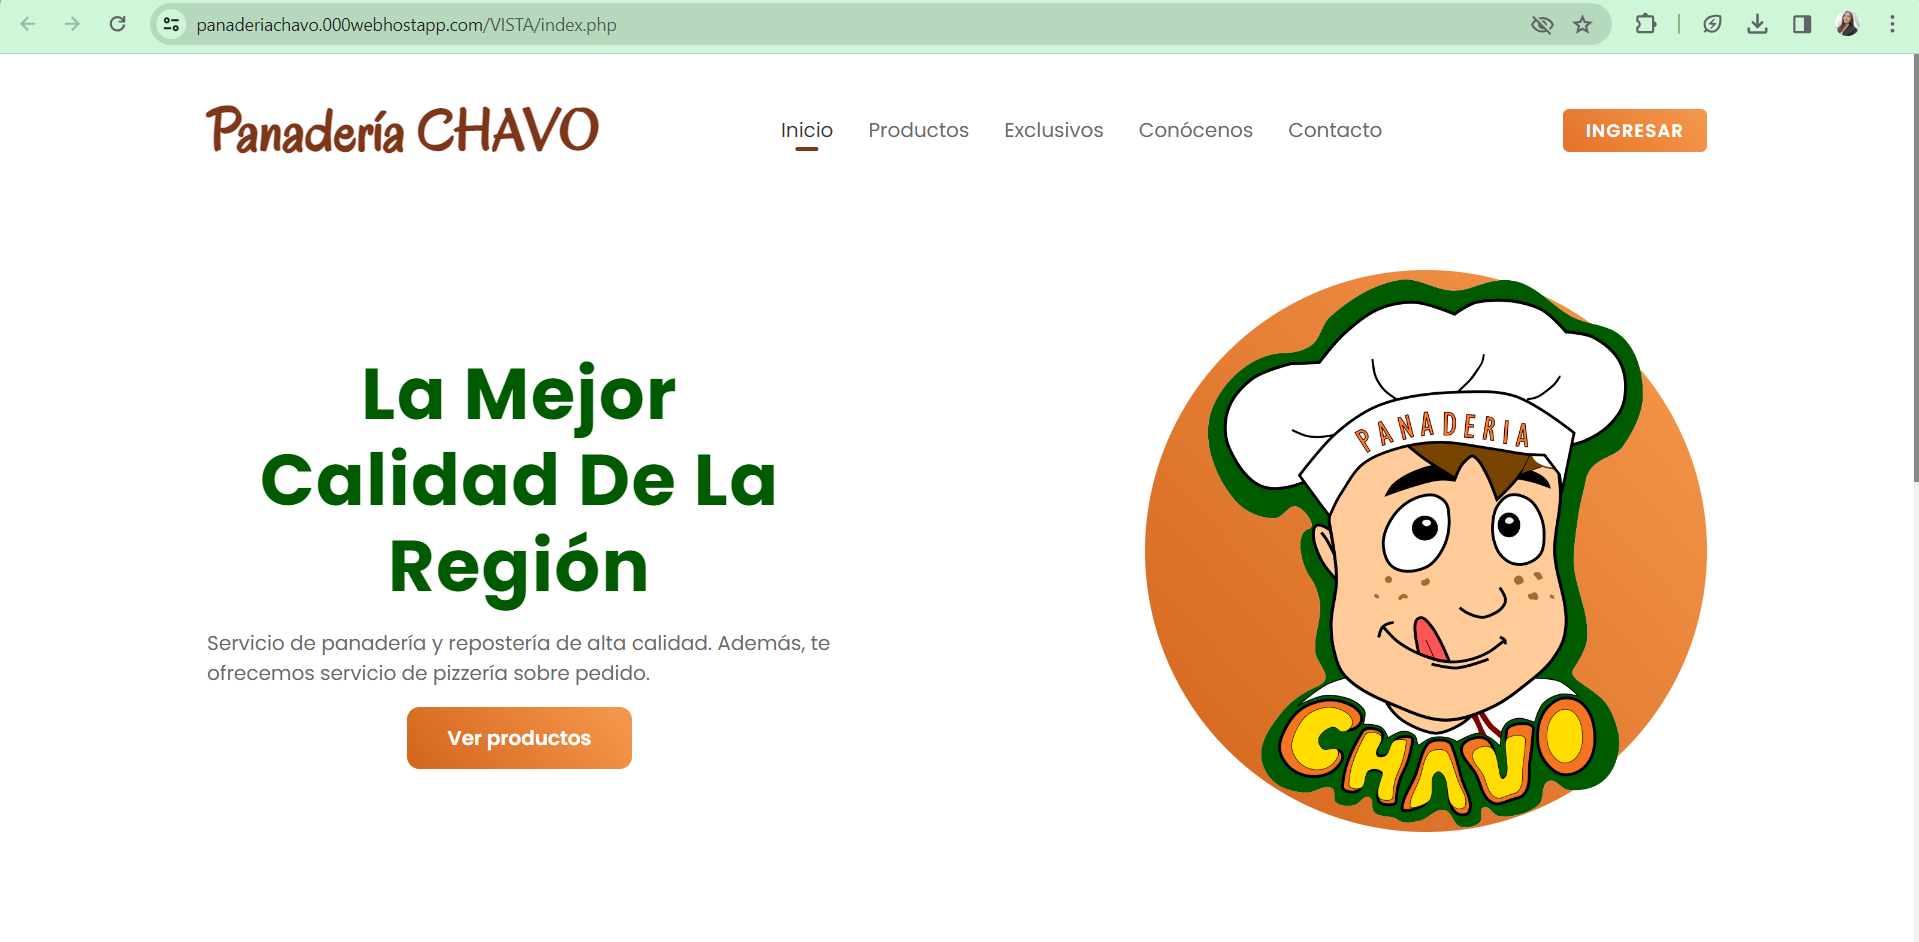 panaderiachavo.000webhostapp.com/VISTA/index.php
Panadería CHAVO
Inicio
Productos
Exclusivos
Conócenos
Contacto
INGRESAR
La Mejor
Calidad De La
Región
Servicio de panadería y repostería de alta calidad. Además, te
ofrecemos servicio de pizzería sobre pedido.
Ver productos
PANADERIA
CHAVO